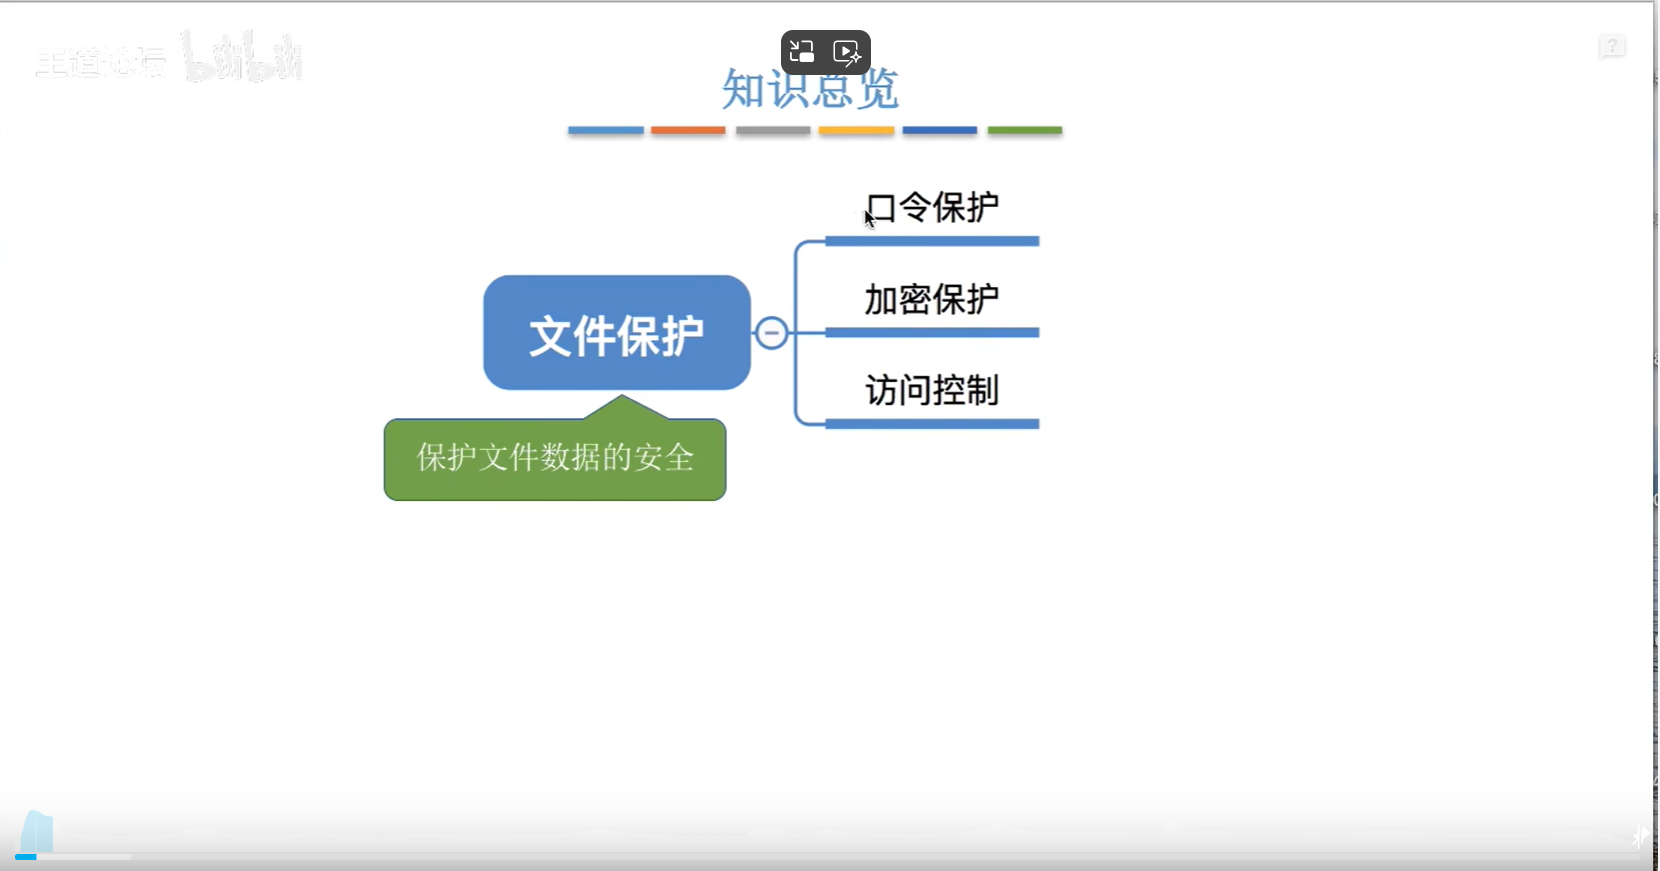 王道论坛 bilibili
知识总览
口令保护
加密保护
文件保护
访问控制
保护文件数据的安全